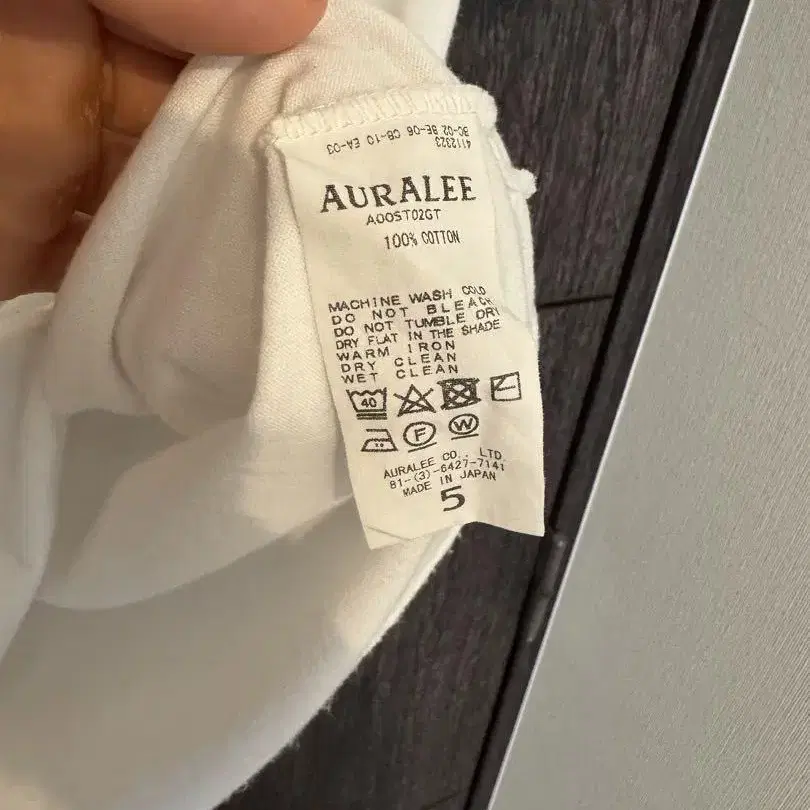 4112323
BC-02 BE-06 CB-10 EA-03
AURALEE
A00ST02GT
100% COTTON
MACHINE WASH COLD
DO NOT BLEACH
DO NOT TUMBLE DRY
DRY FLAT IN THE SHADE
WARM IRON
DRY CLEAN
WET CLEAN
40
F W
AURALEE CO., LTD.
81-(3)-6427-7141
MADE IN JAPAN
5